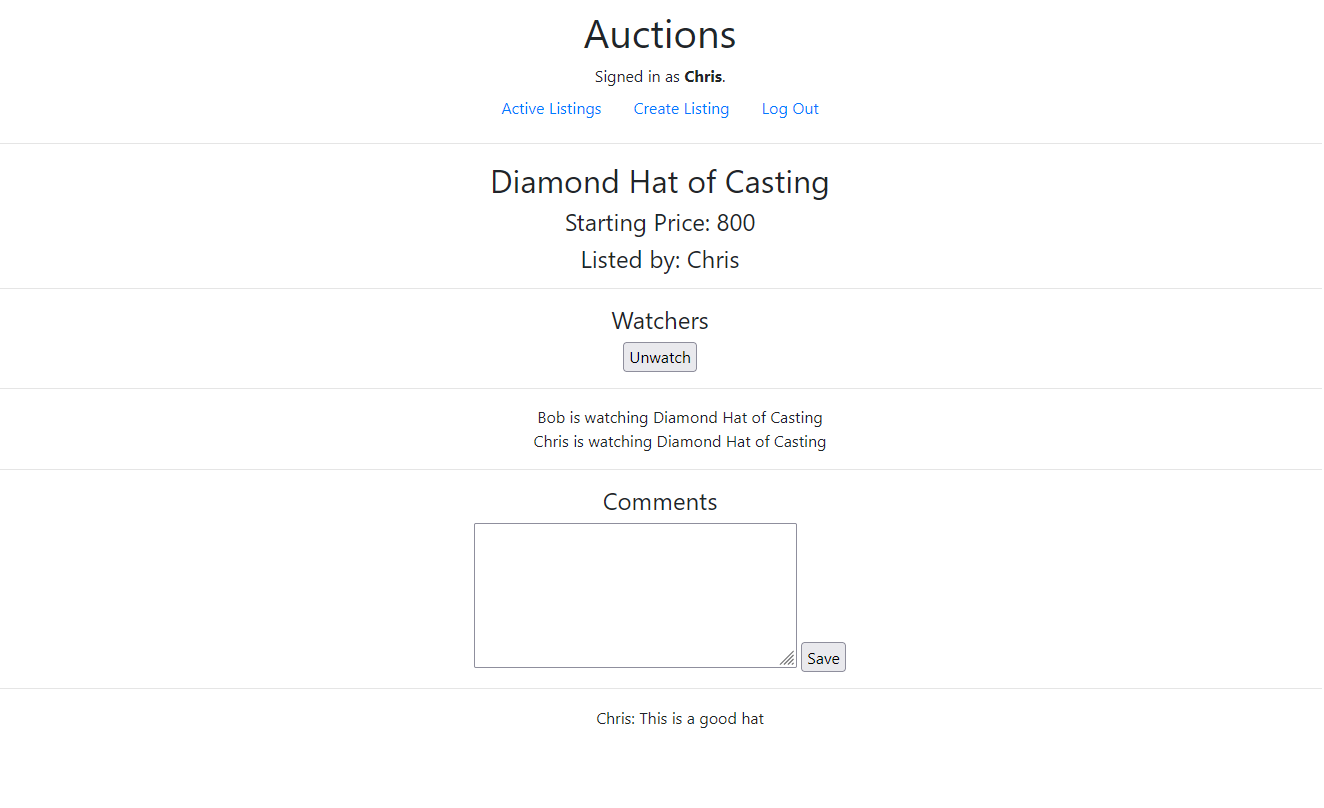 Auctions
Signed in as Chris.
Active Listings Create Listing Log Out
Diamond Hat of Casting
Starting Price: 800
Listed by: Chris
Watchers
Unwatch
Bob is watching Diamond Hat of Casting
Chris is watching Diamond Hat of Casting
Comments
Save
Chris: This is a good hat